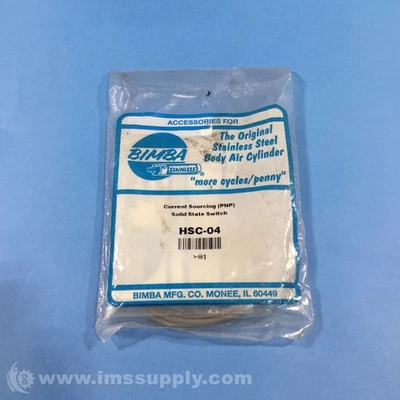 ACCESSORIES FOR
BIMBA
STAINLESS
®
The Original
Stainless Steel
Body Air Cylinder
"more cycles/penny"
Current Sourcing (PNP)
Solid State Switch
HSC-04
>@1
BIMBA MFG. CO. MONEE, IL 60449
© www.imssupply.com